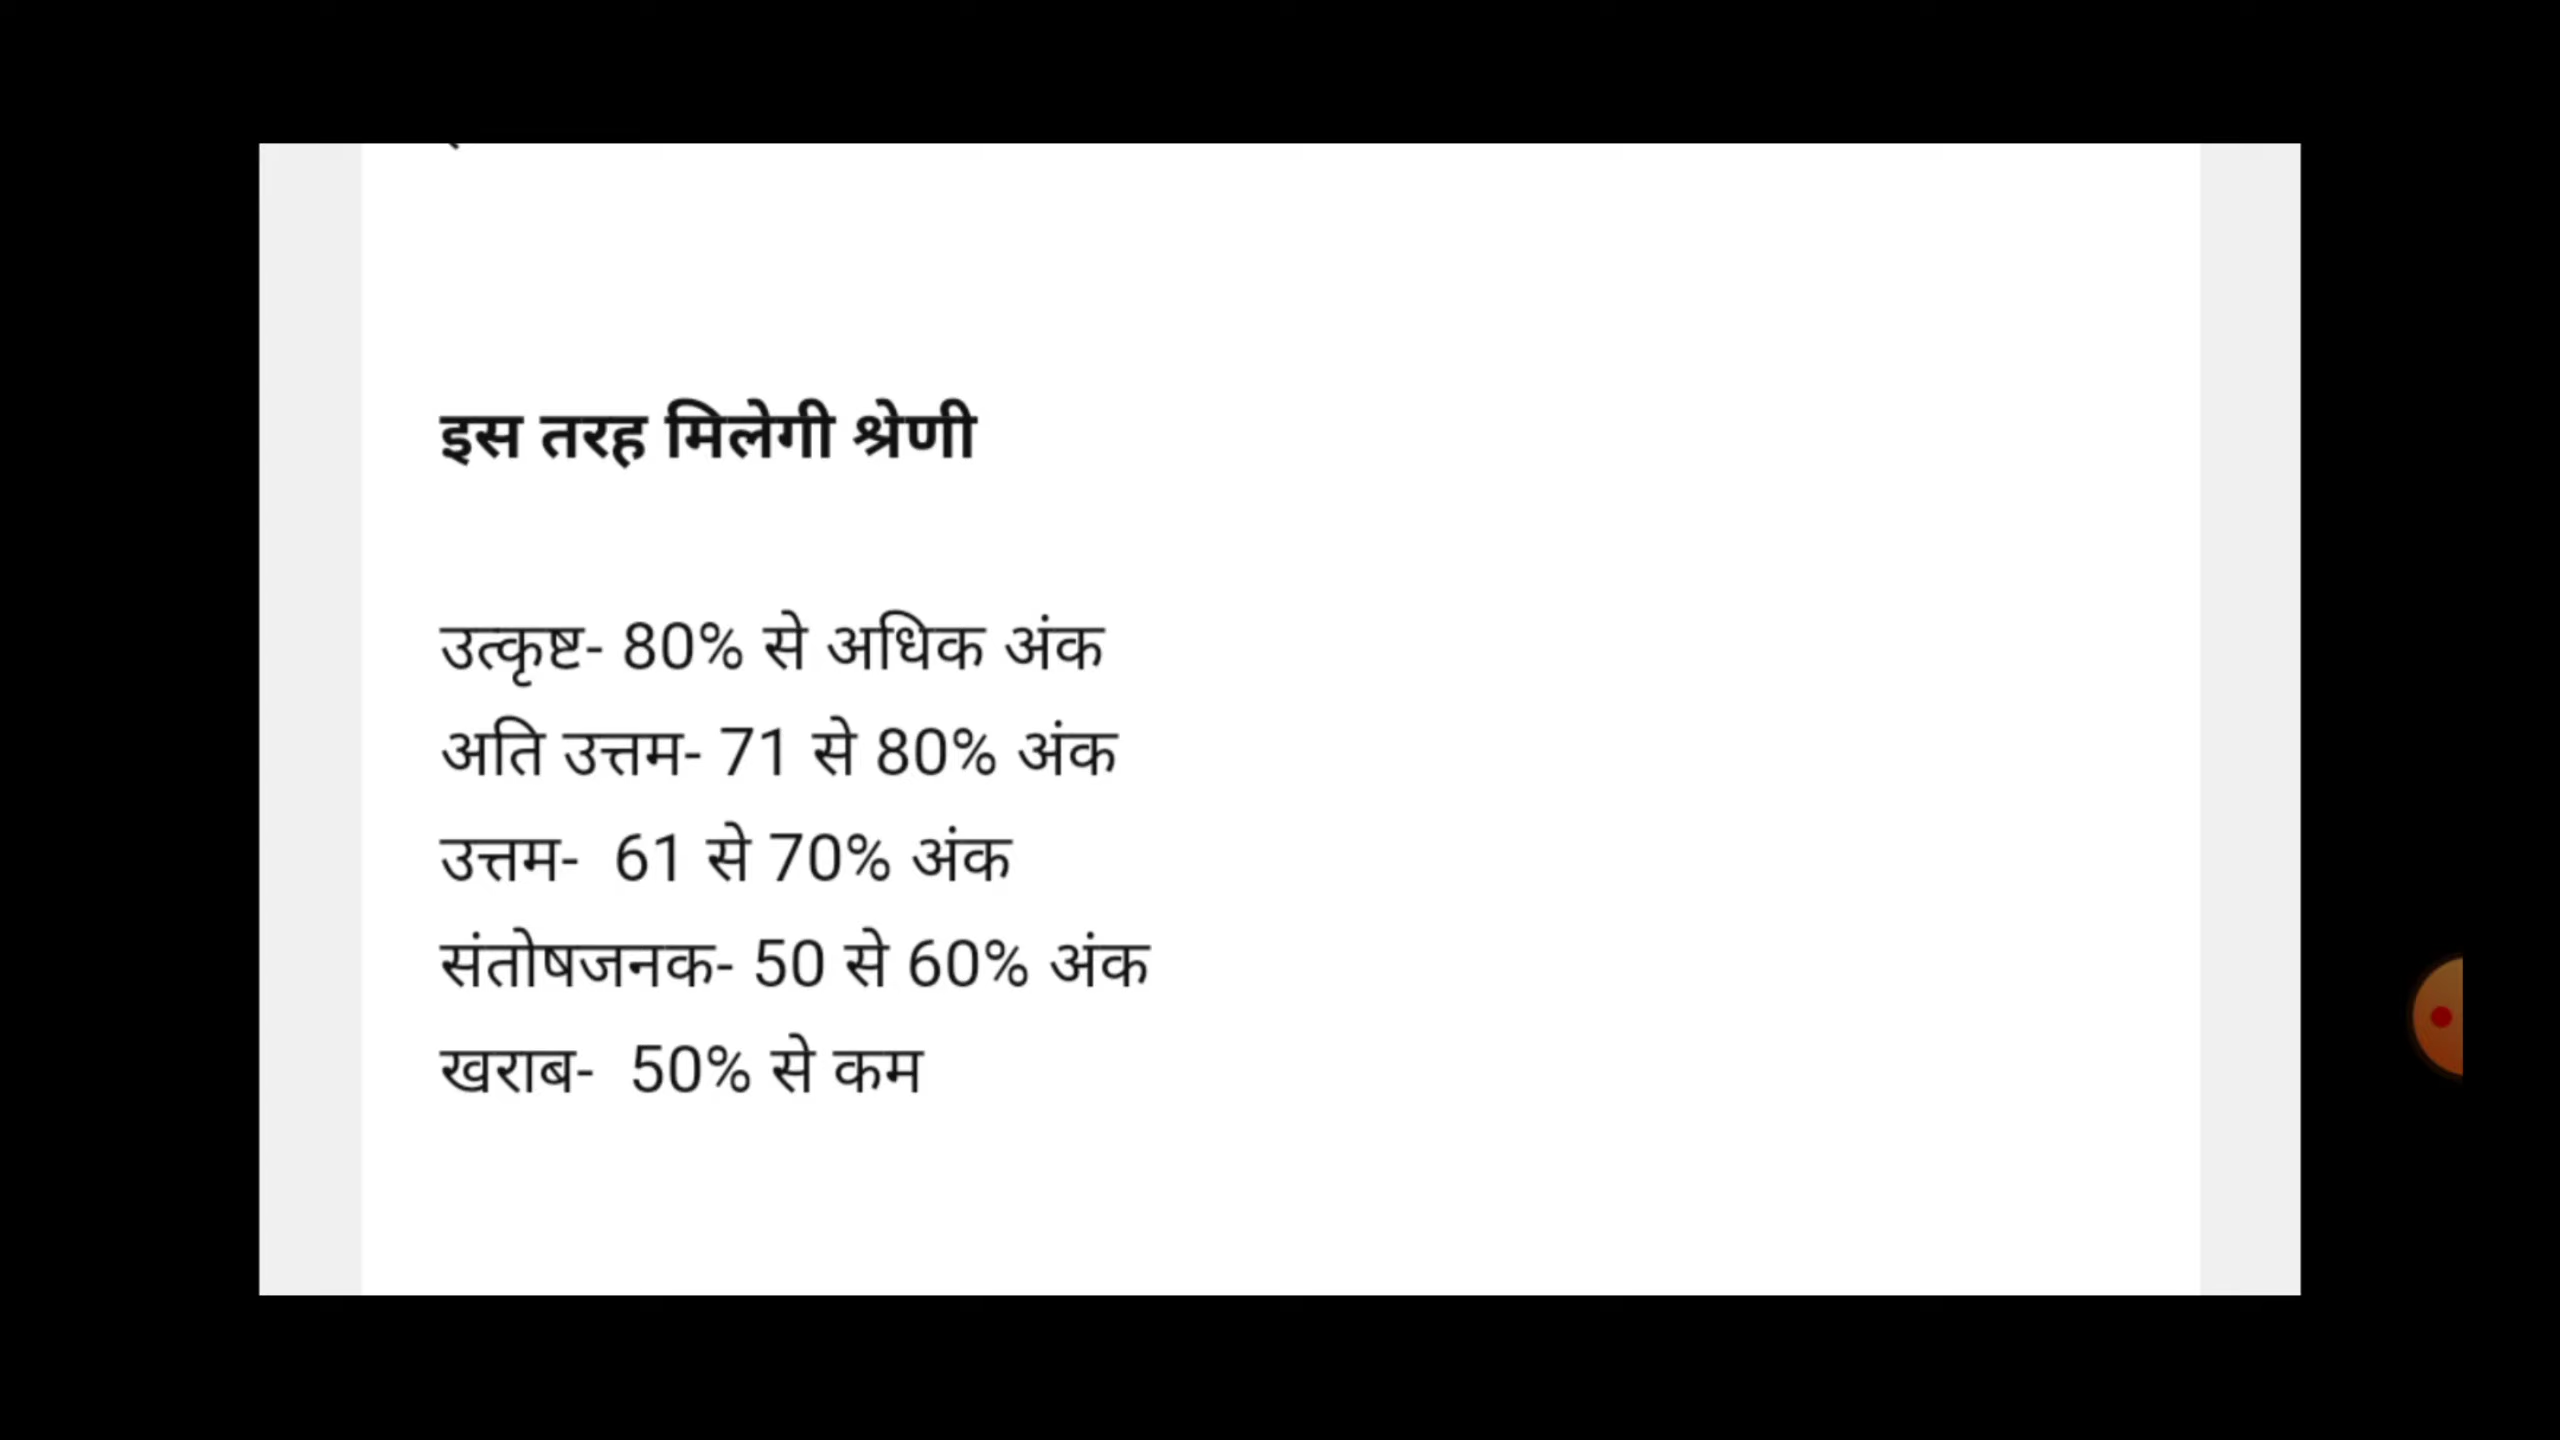 इस तरह मिलेगी श्रेणी
उत्कृष्ट- 80% से अधिक अंक
अति उत्तम- 71 से 80% अंक
उत्तम- 61 से 70% अंक
संतोषजनक- 50 से 60% अंक
खराब- 50% से कम